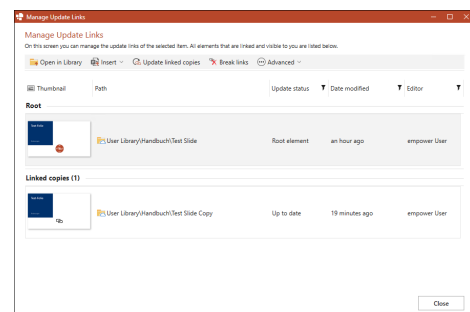 Manage Update Links
Manage Update Links
On this screen you can manage the update links of the selected item. All elements that are linked and visible to you are listed below.
Open in Library Insert Update linked copies Break links Advanced
Thumbnail Path Update status Date modified Editor
Root
Test Folie
User Library\Handbuch\Test Slide Root element an hour ago empower User
Linked copies (1)
User Library\Handbuch\Test Slide Copy Up to date 19 minutes ago empower User
Close